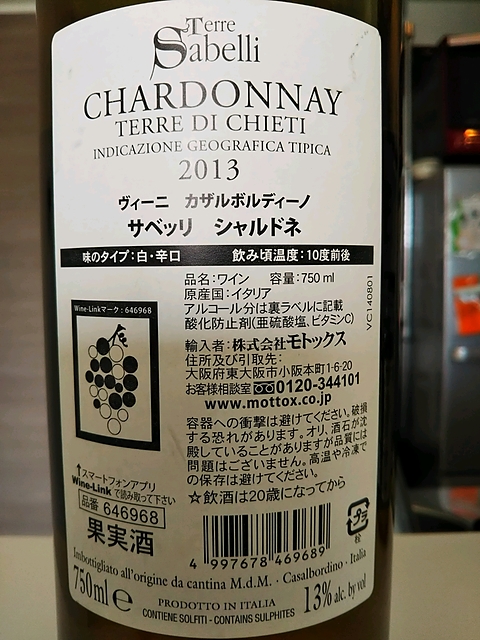 Terre
Sabelli
CHARDONNAY
TERRE DI CHIETI
INDICAZIONE GEOGRAFICA TIPICA
2013
ヴィーニ カザルボルディーノ
サベッリ シャルドネ
味のタイプ:白・辛口 飲み頃温度:10度前後
品名:ワイン 容量:750 ml
原産国:イタリア
アルコール分は裏ラベルに記載
酸化防止剤(亜硫酸塩、ビタミンC)
VC140801
輸入者:株式会社モトックス
住所及び引取先:
大阪府東大阪市小阪本町1-6-20
お客様相談室 0120-344101
www.mottox.co.jp
Wine-Linkマーク:646968
容器への衝撃は避けてください。破損
する恐れがあります。オリ、酒石が沈
殿していることがありますが品質には
問題はございません。高温や冷凍で
の保存は避けてください。
☆飲酒は20歳になってから
↑スマートフォンアプリ
Wine-Linkで読み取って下さい
品番 646968
果実酒
プラ
栓
4 997678 469689
Imbottigliato all'origine da cantina M.d.M. · Casalbordino · Italia
750ml e
PRODOTTO IN ITALIA
13% alc. by vol
CONTIENE SOLFITI - CONTAINS SULPHITES